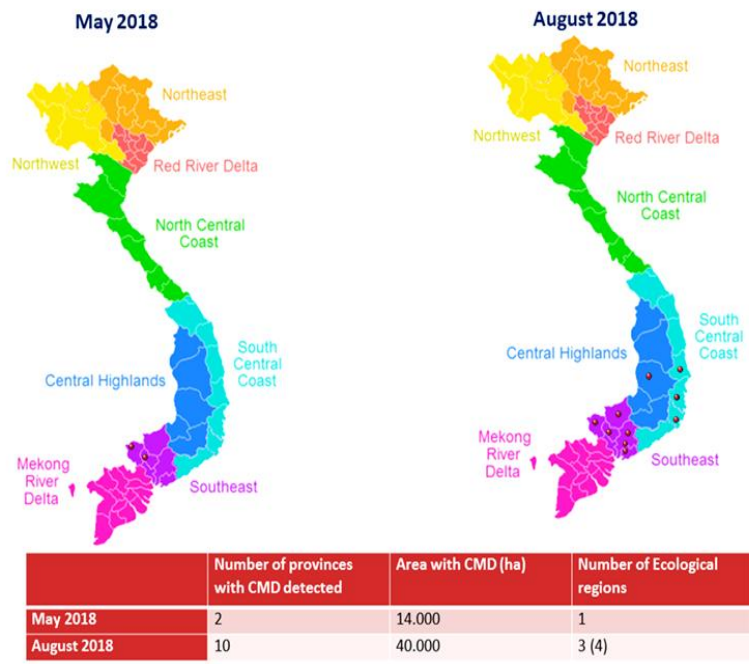 May 2018
Northeast
Northwest
Red River Delta
North Central
Coast
South
Central
Coast
Central Highlands
Mekong
River
Delta
Southeast
August 2018
Northeast
Northwest
Red River Delta
North Central
Coast
South
Central
Coast
Central Highlands
Mekong
River
Delta
Southeast
Number of provinces
with CMD detected
Area with CMD (ha)
Number of Ecological
regions
May 2018 2 14.000 1
August 2018 10 40.000 3 (4)